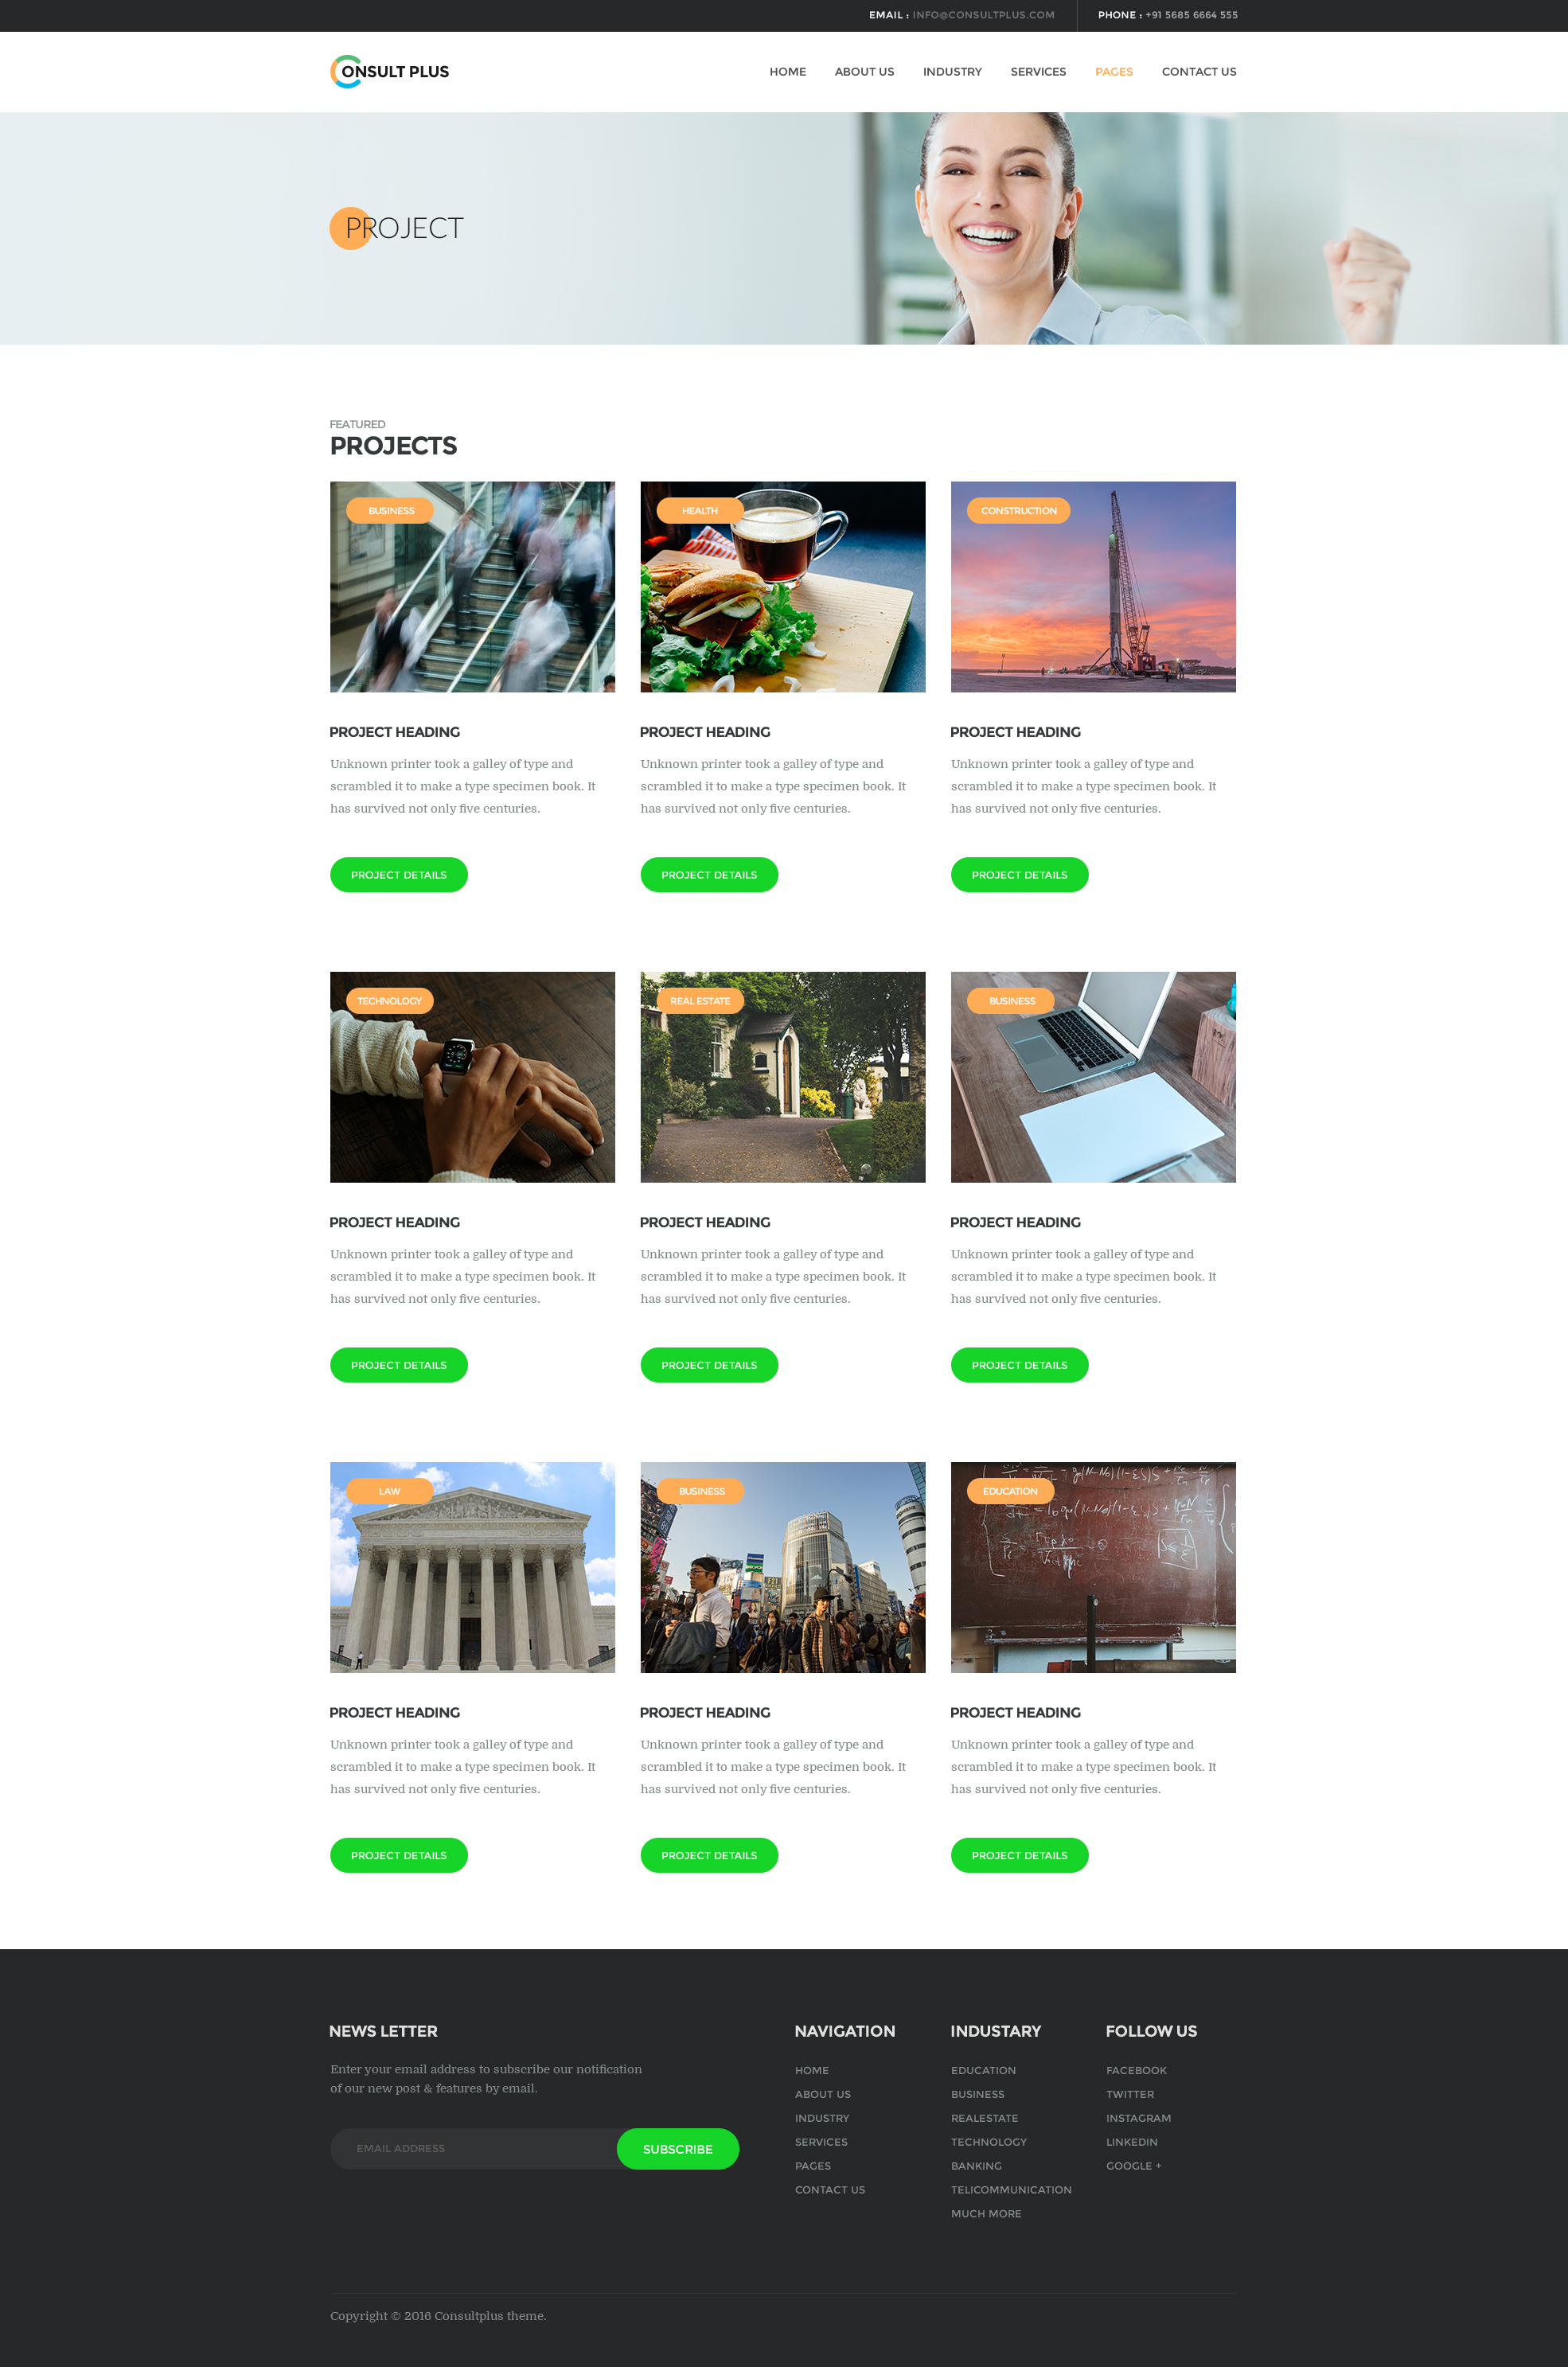 EMAIL : INFO@CONSULTPLUS.COM
PHONE : +91 5685 6664 555
CONSULT PLUS
HOME
ABOUT US
INDUSTRY
SERVICES
PAGES
CONTACT US
PROJECT
FEATURED
PROJECTS
BUSINESS
HEALTH
CONSTRUCTION
PROJECT HEADING
Unknown printer took a galley of type and
scrambled it to make a type specimen book. It
has survived not only five centuries.
PROJECT DETAILS
PROJECT HEADING
Unknown printer took a galley of type and
scrambled it to make a type specimen book. It
has survived not only five centuries.
PROJECT DETAILS
PROJECT HEADING
Unknown printer took a galley of type and
scrambled it to make a type specimen book. It
has survived not only five centuries.
PROJECT DETAILS
TECHNOLOGY
REAL ESTATE
BUSINESS
PROJECT HEADING
Unknown printer took a galley of type and
scrambled it to make a type specimen book. It
has survived not only five centuries.
PROJECT DETAILS
PROJECT HEADING
Unknown printer took a galley of type and
scrambled it to make a type specimen book. It
has survived not only five centuries.
PROJECT DETAILS
PROJECT HEADING
Unknown printer took a galley of type and
scrambled it to make a type specimen book. It
has survived not only five centuries.
PROJECT DETAILS
LAW
BUSINESS
EDUCATION
PROJECT HEADING
Unknown printer took a galley of type and
scrambled it to make a type specimen book. It
has survived not only five centuries.
PROJECT DETAILS
PROJECT HEADING
Unknown printer took a galley of type and
scrambled it to make a type specimen book. It
has survived not only five centuries.
PROJECT DETAILS
PROJECT HEADING
Unknown printer took a galley of type and
scrambled it to make a type specimen book. It
has survived not only five centuries.
PROJECT DETAILS
NEWS LETTER
Enter your email address to subscribe our notification
of our new post & features by email.
EMAIL ADDRESS
SUBSCRIBE
NAVIGATION
HOME
ABOUT US
INDUSTRY
SERVICES
PAGES
CONTACT US
INDUSTARY
EDUCATION
BUSINESS
REALESTATE
TECHNOLOGY
BANKING
TELICOMMUNICATION
MUCH MORE
FOLLOW US
FACEBOOK
TWITTER
INSTAGRAM
LINKEDIN
GOOGLE +
Copyright © 2016 Consultplus theme.